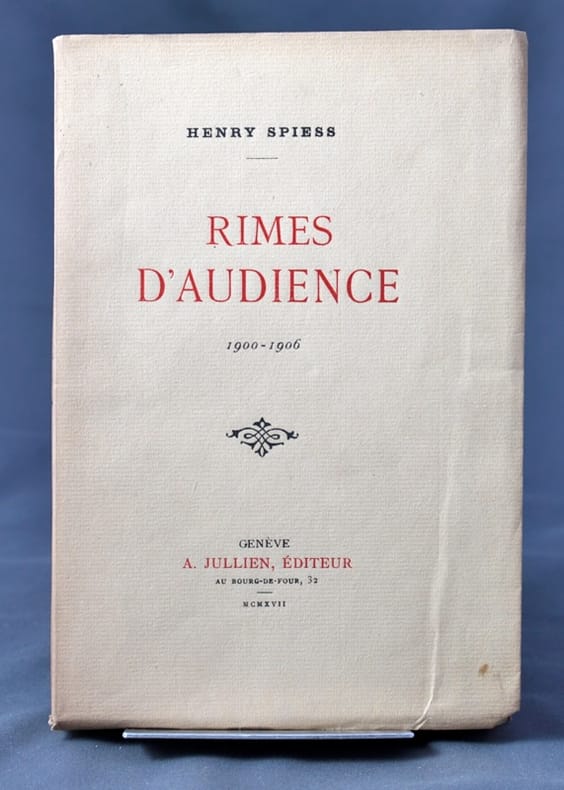 HENRY SPIESS
RIMES
D'AUDIENCE
1900-1906
GENÈVE
A. JULLIEN, ÉDITEUR
AU BOURG-DE-FOUR, 32
MCMXVII